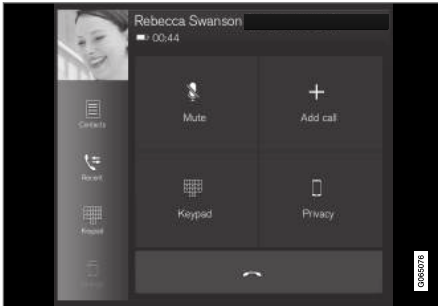 Rebecca Swanson
00:44
Contacts
Recent
Keypad
Mute
Add call
Keypad
Privacy
G065076